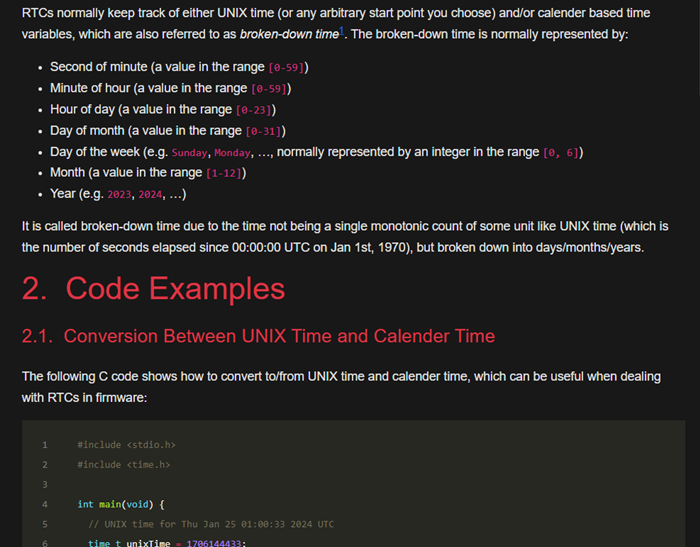 RTCs normally keep track of either UNIX time (or any arbitrary start point you choose) and/or calender based time
variables, which are also referred to as broken-down time1. The broken-down time is normally represented by:
• Second of minute (a value in the range [0-59])
• Minute of hour (a value in the range [0-59])
• Hour of day (a value in the range [0-23])
• Day of month (a value in the range [0-31])
• Day of the week (e.g. Sunday, Monday, …, normally represented by an integer in the range [0, 6])
• Month (a value in the range [1-12])
• Year (e.g. 2023, 2024, …)
It is called broken-down time due to the time not being a single monotonic count of some unit like UNIX time (which is
the number of seconds elapsed since 00:00:00 UTC on Jan 1st, 1970), but broken down into days/months/years.
2. Code Examples
2.1. Conversion Between UNIX Time and Calender Time
The following C code shows how to convert to/from UNIX time and calender time, which can be useful when dealing
with RTCs in firmware:
1 #include <stdio.h>
2 #include <time.h>
3
4 int main(void) {
5 // UNIX time for Thu Jan 25 01:00:33 2024 UTC
6 time_t unixTime = 1706144433;